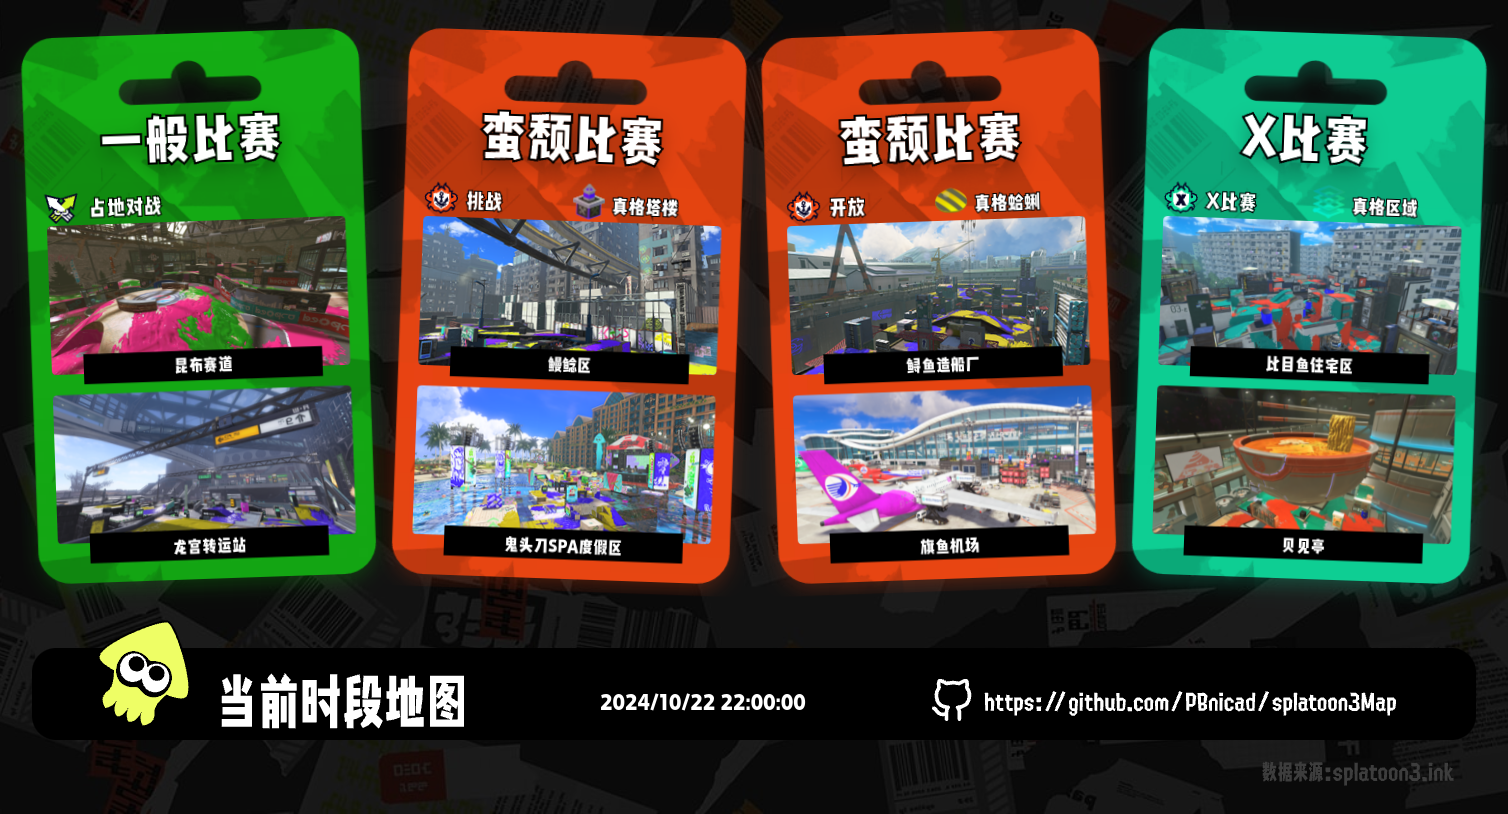 一般比赛
占地对战
昆布赛道
龙宫转运站
蛮颓比赛
挑战
真格塔楼
鳗鲶区
鬼头刀SPA度假区
蛮颓比赛
开放
真格蛤蜊
鲟鱼造船厂
旗鱼机场
X比赛
X比赛
真格区域
比目鱼住宅区
贝见亭
当前时段地图
2024/10/22 22:00:00
https://github.com/PBnicad/splatoon3Map
数据来源:splatoon3.ink